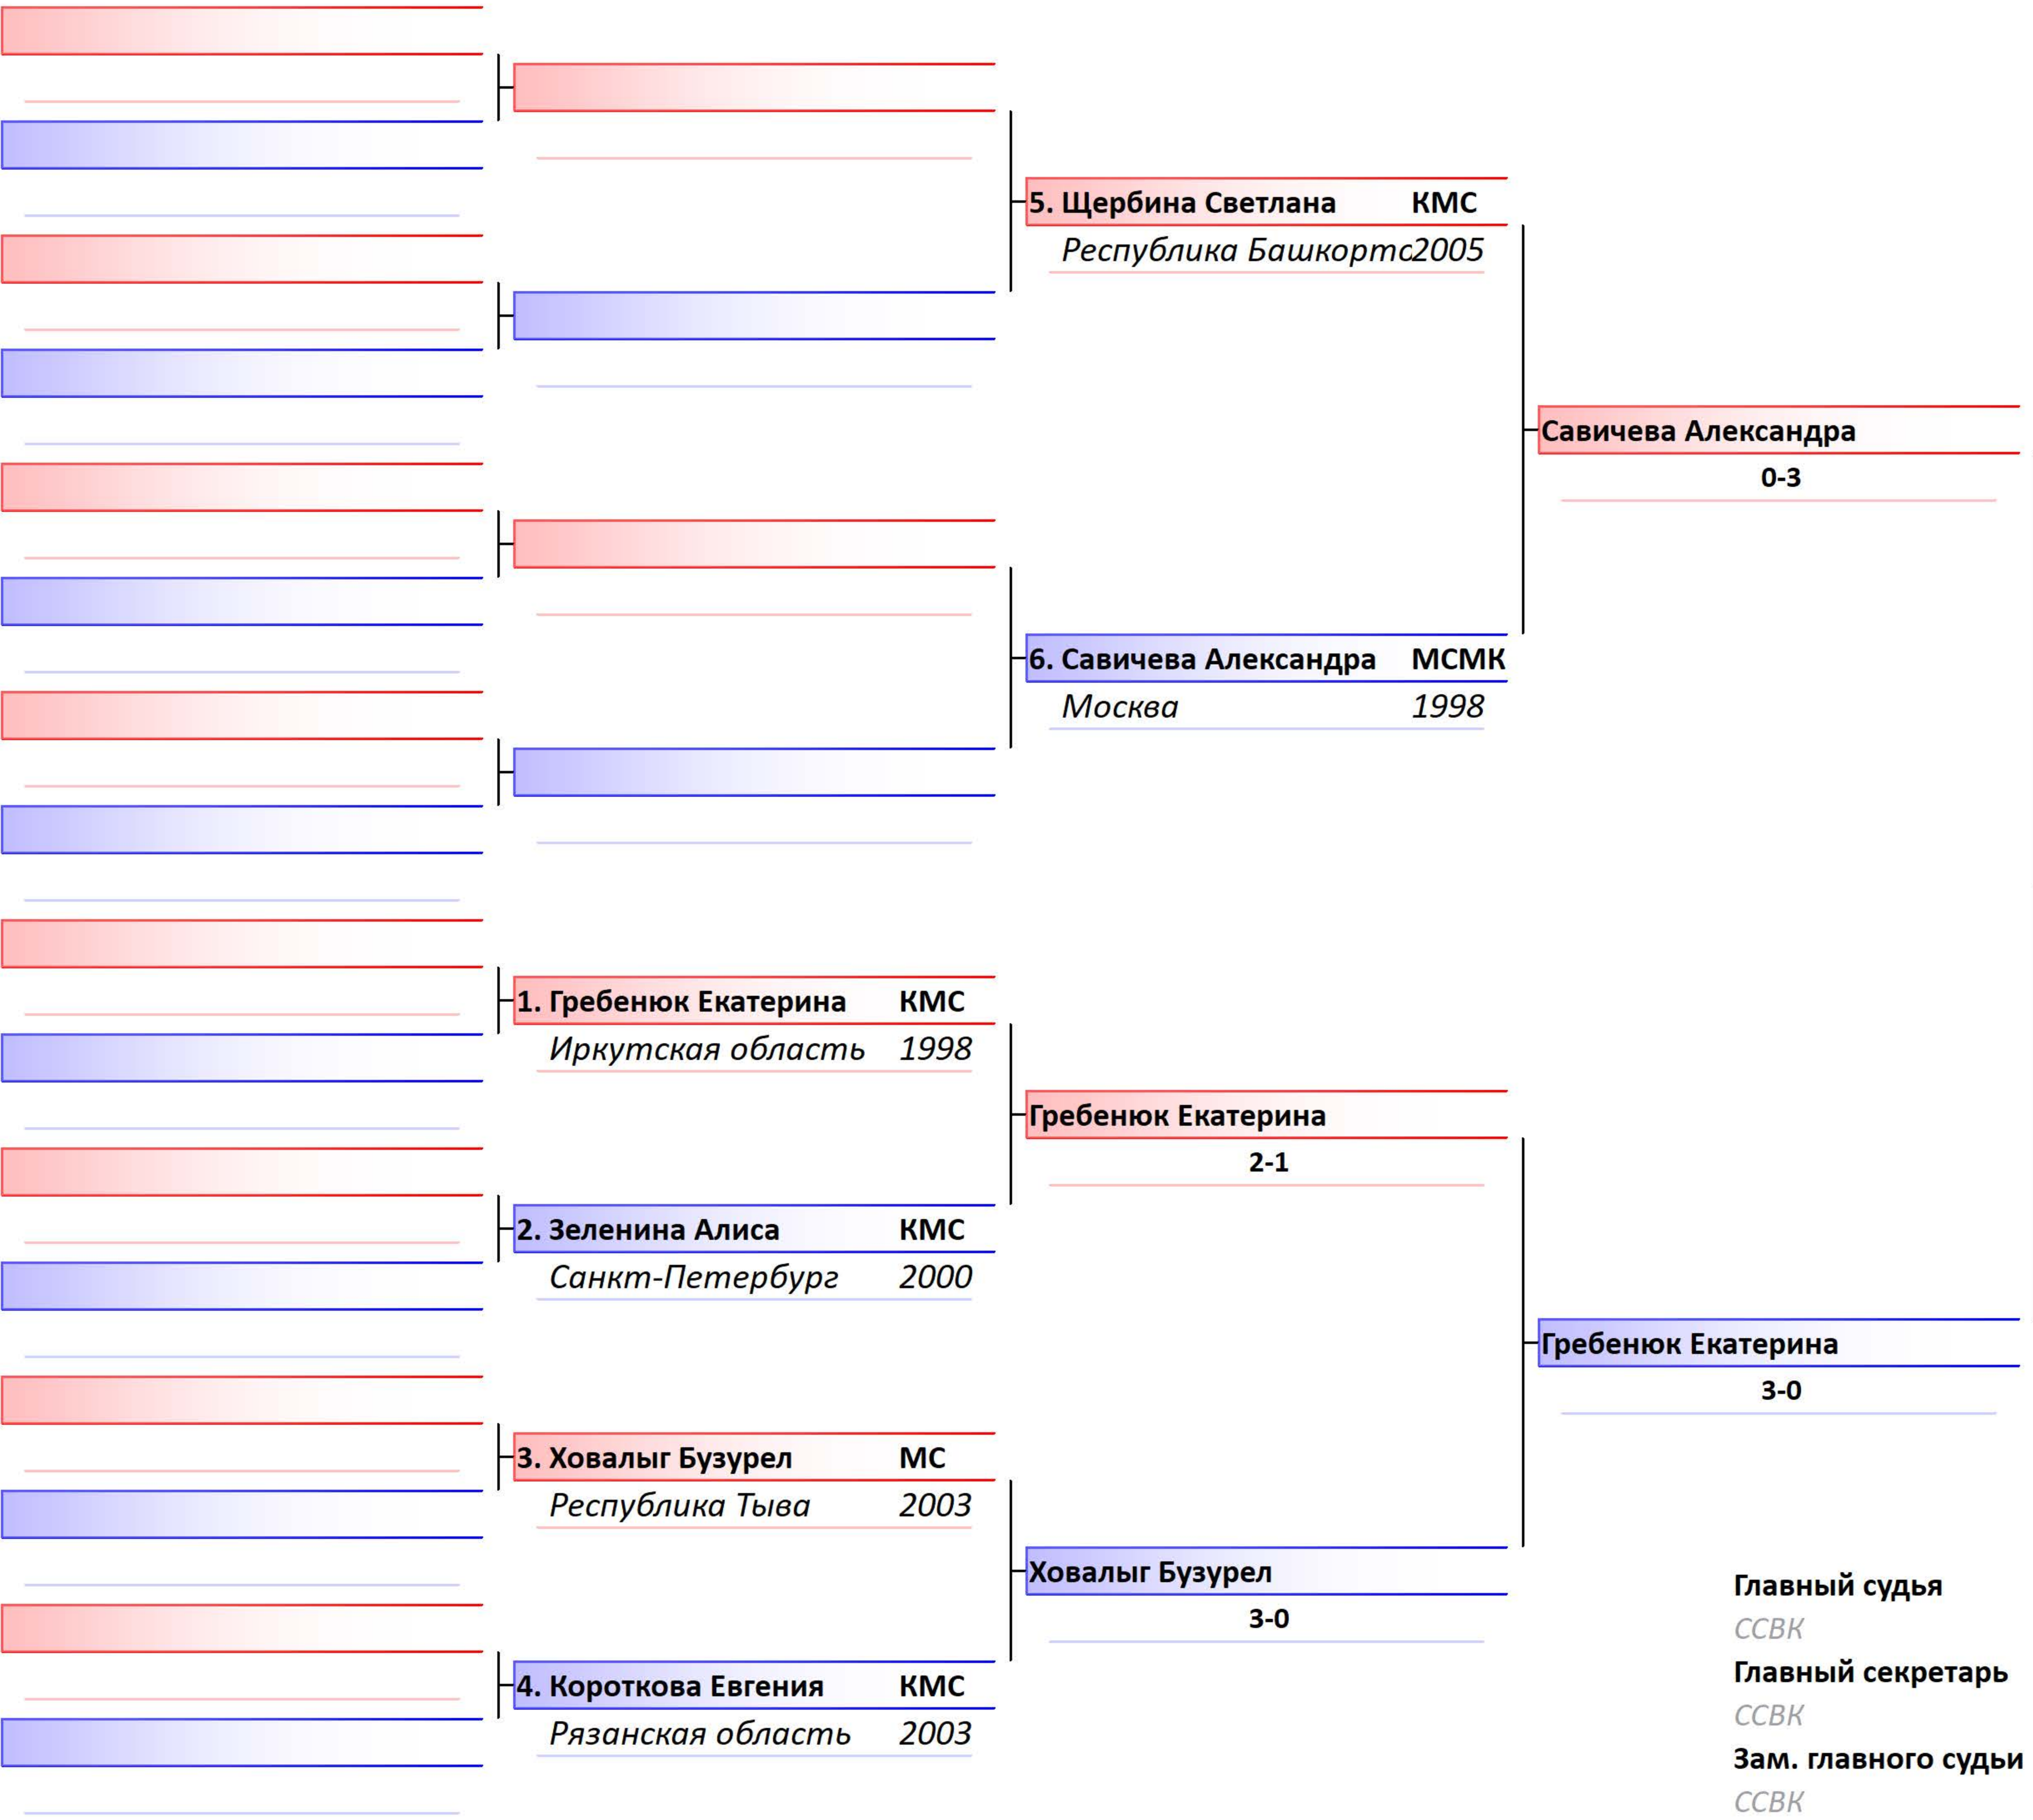 5. Щербина Светлана КМС
Республика Башкорто2005
Савичева Александра
0-3
6. Савичева Александра МСМК
Москва 1998
1. Гребенюк Екатерина КМС
Иркутская область 1998
Гребенюк Екатерина
2-1
2. Зеленина Алиса КМС
Санкт-Петербург 2000
Гребенюк Екатерина
3-0
3. Ховалыг Бузурел МС
Республика Тыва 2003
Ховалыг Бузурел
3-0
4. Короткова Евгения КМС
Рязанская область 2003
Главный судья
ССВК
Главный секретарь
ССВК
Зам. главного судьи
ССВК